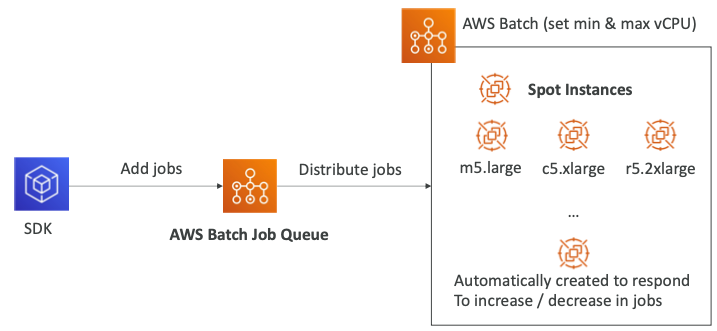 AWS Batch (set min & max vCPU)
Spot Instances
m5.large c5.xlarge r5.2xlarge
...
Automatically created to respond
To increase / decrease in jobs
Add jobs
Distribute jobs
SDK
AWS Batch Job Queue